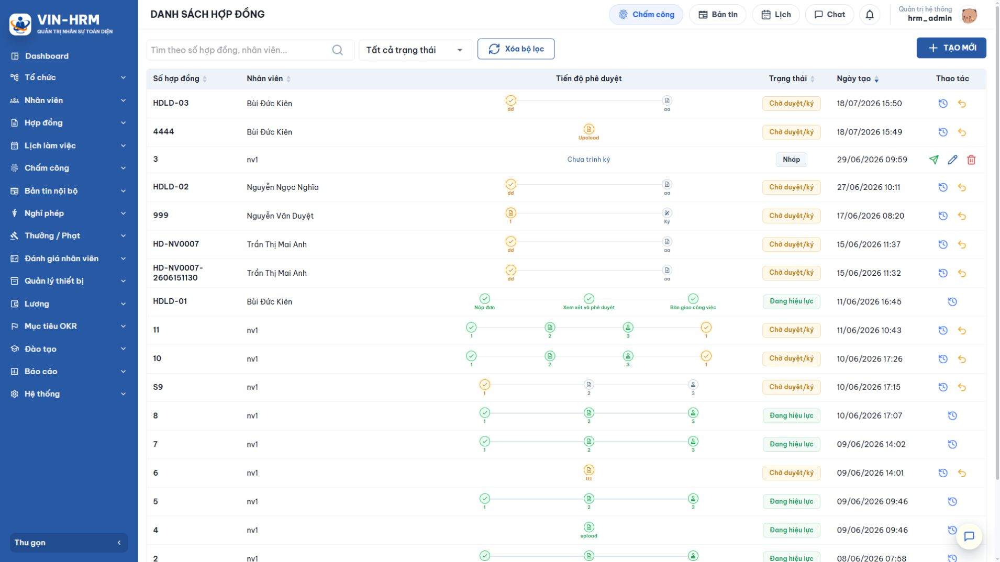 VIN-HRM
QUẢN TRỊ NHÂN SỰ TOÀN DIỆN
Dashboard
Tổ chức
Nhân viên
Hợp đồng
Lịch làm việc
Chấm công
Bản tin nội bộ
Nghỉ phép
Thưởng / Phạt
Đánh giá nhân viên
Quản lý thiết bị
Lương
Mục tiêu OKR
Đào tạo
Báo cáo
Hệ thống
Thu gọn
DANH SÁCH HỢP ĐỒNG
Chấm công
Bản tin
Lịch
Chat
Quản trị hệ thống
hrm_admin
Tìm theo số hợp đồng, nhân viên...
Tất cả trạng thái
Xóa bộ lọc
TẠO MỚI
Số hợp đồng Nhân viên Tiến độ phê duyệt Trạng thái Ngày tạo Thao tác
HDLD-03 Bùi Đức Kiên dd aa Chờ duyệt/ký 18/07/2026 15:50
4444 Bùi Đức Kiên Upoload Chờ duyệt/ký 18/07/2026 15:49
3 nv1 Chưa trình ký Nháp 29/06/2026 09:59
HDLD-02 Nguyễn Ngọc Nghĩa dd aa Chờ duyệt/ký 27/06/2026 10:11
999 Nguyễn Văn Duyệt 1 Ký Chờ duyệt/ký 17/06/2026 08:20
HD-NV0007 Trần Thị Mai Anh dd aa Chờ duyệt/ký 15/06/2026 11:37
HD-NV0007-
2606151130 Trần Thị Mai Anh dd aa Chờ duyệt/ký 15/06/2026 11:32
HDLD-01 Bùi Đức Kiên Nộp đơn Xem xét và phê duyệt Bàn giao công việc Đang hiệu lực 11/06/2026 16:45
11 nv1 1 2 3 1 Chờ duyệt/ký 11/06/2026 10:43
10 nv1 1 2 3 1 Chờ duyệt/ký 10/06/2026 17:26
S9 nv1 1 2 3 Chờ duyệt/ký 10/06/2026 17:15
8 nv1 1 2 3 Đang hiệu lực 10/06/2026 17:07
7 nv1 1 2 3 Đang hiệu lực 09/06/2026 14:02
6 nv1 ttt Chờ duyệt/ký 09/06/2026 14:01
5 nv1 1 2 3 Đang hiệu lực 09/06/2026 09:46
4 nv1 upload Đang hiệu lực 09/06/2026 09:46
2 nv1 Đang hiệu lực 08/06/2026 07:58